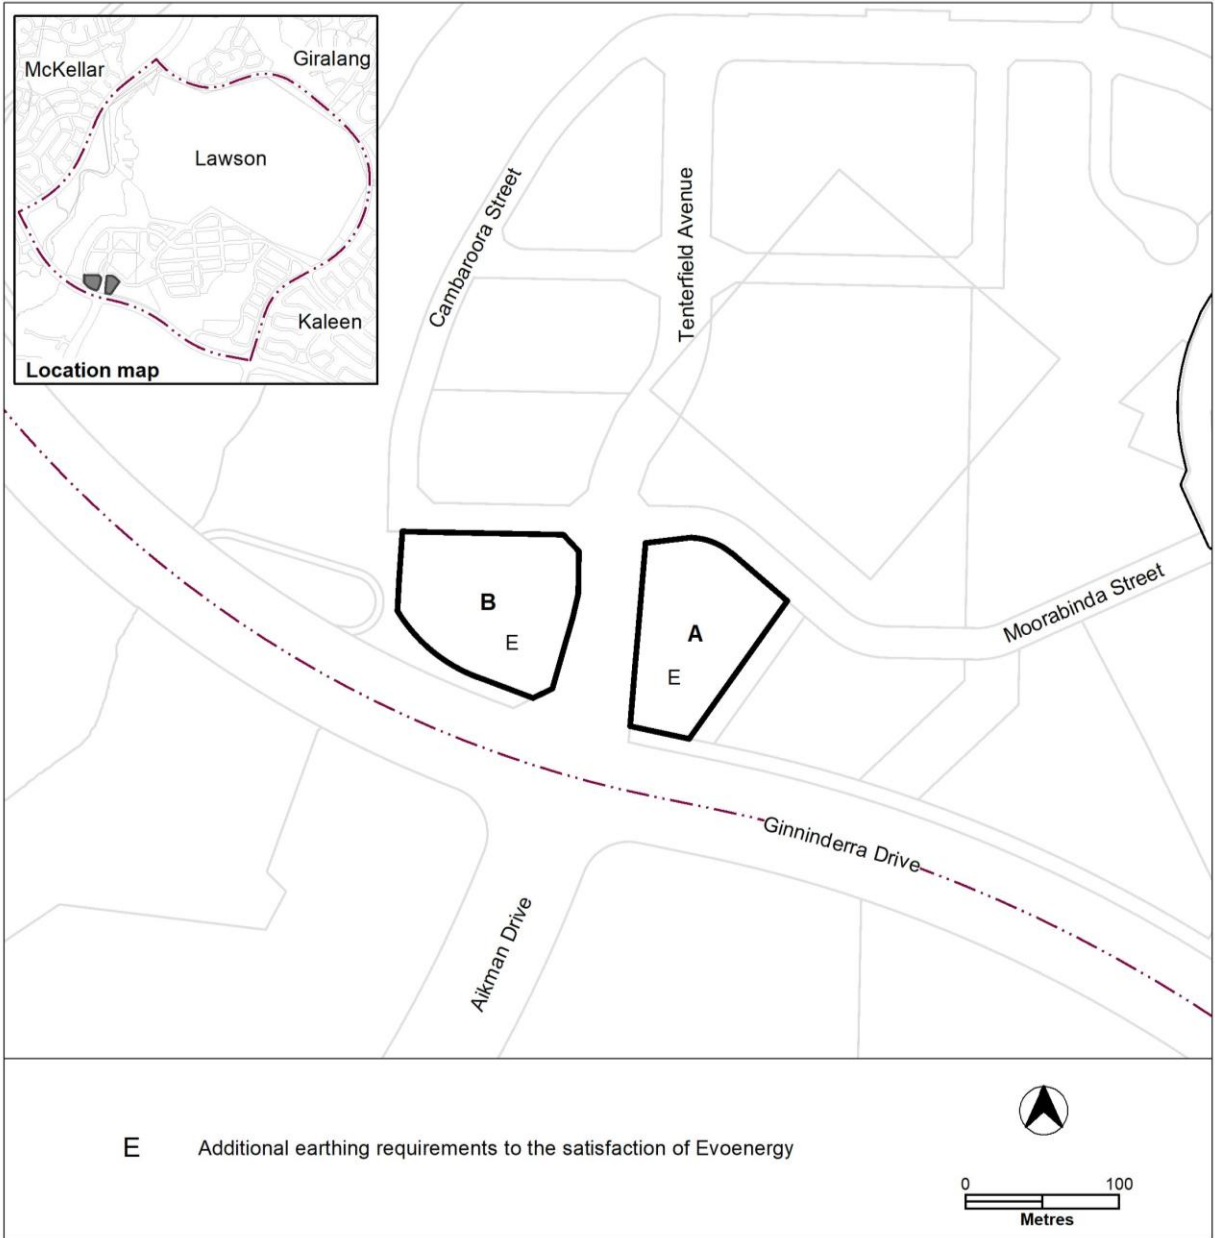 McKellar
Giralang
Lawson
Kaleen
Location map
Cambaroora Street
Tenterfield Avenue
B
E
A
E
Moorabinda Street
Ginninderra Drive
Aikman Drive
E Additional earthing requirements to the satisfaction of Evoenergy
0 100
Metres